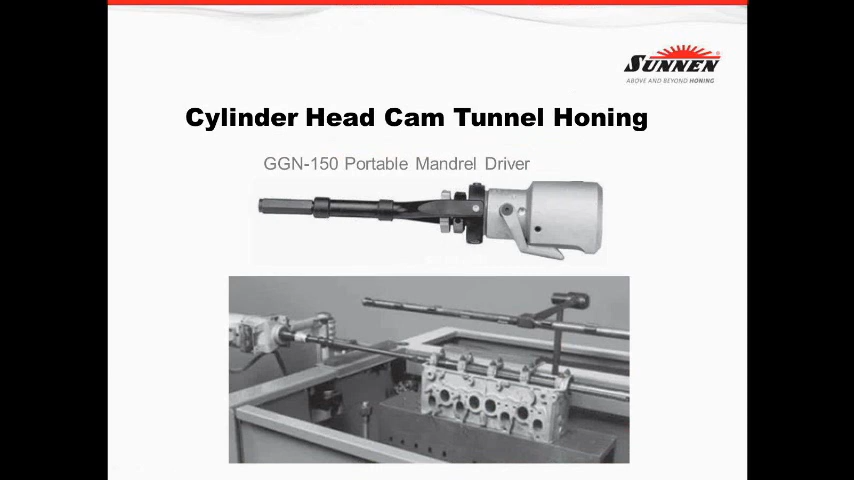 SUNNEN®
ABOVE AND BEYOND HONING
Cylinder Head Cam Tunnel Honing
GGN-150 Portable Mandrel Driver